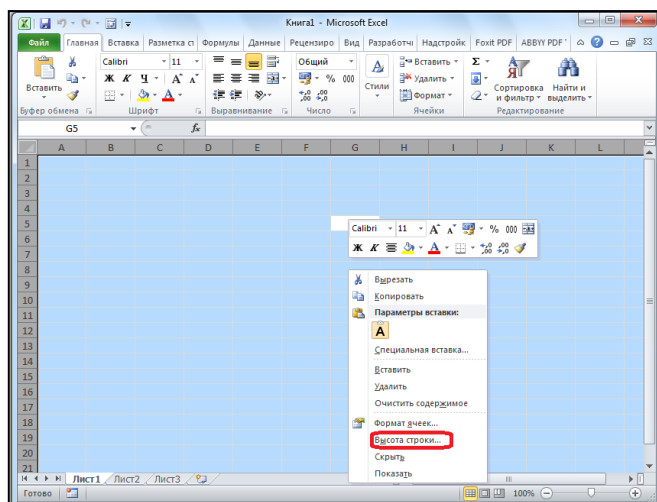 Книга1 - Microsoft Excel
Файл Главная Вставка Разметка ст Формулы Данные Рецензиро Вид Разработчи Надстройк Foxit PDF ABBYY PDF
Вставить
Calibri 11
Ж К Ч A A
Общий
% 000
Стили
Вставить
Удалить
Формат
Сортировка и фильтр
Найти и выделить
Буфер обмена Шрифт Выравнивание Число Ячейки Редактирование
G5 fx
A B C D E F G H I J K L
1
2
3
4
5
6
7
8
9
10
11
12
13
14
15
16
17
18
19
20
21
Calibri 11 A A % 000
Ж К A
Вырезать
Копировать
Параметры вставки:
A
Специальная вставка...
Вставить
Удалить
Очистить содержимое
Формат ячеек...
Высота строки...
Скрыть
Показать
Лист1 Лист2 Лист3
Готово 100%